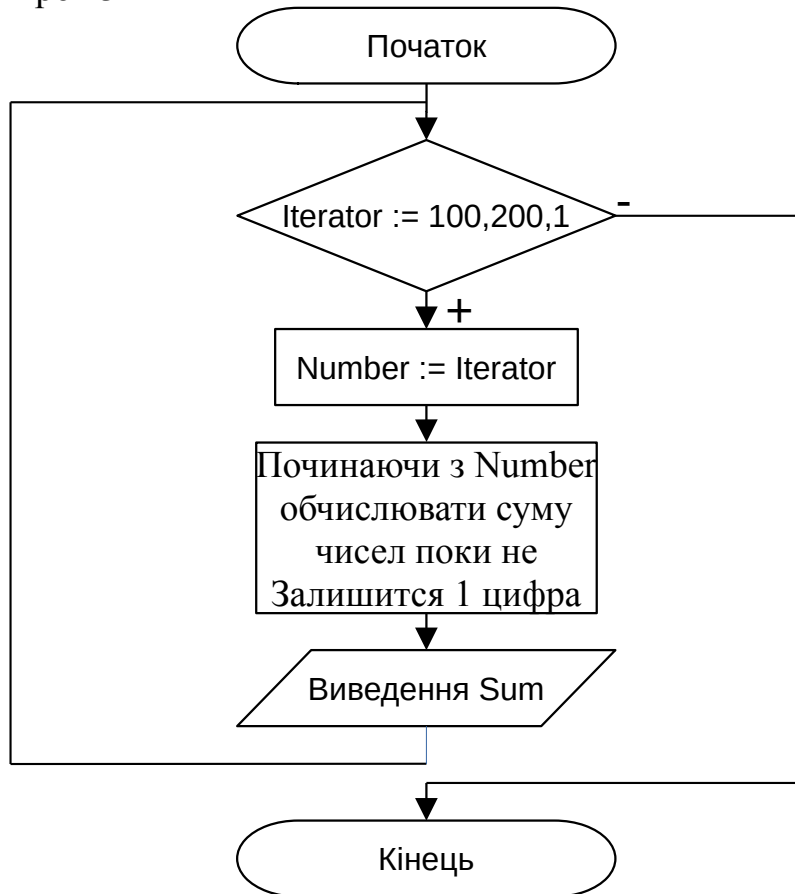 Початок
Iterator := 100,200,1
-
+
Number := Iterator
Починаючи з Number
обчислювати суму
чисел поки не
Залишится 1 цифра
Виведення Sum
Кінець